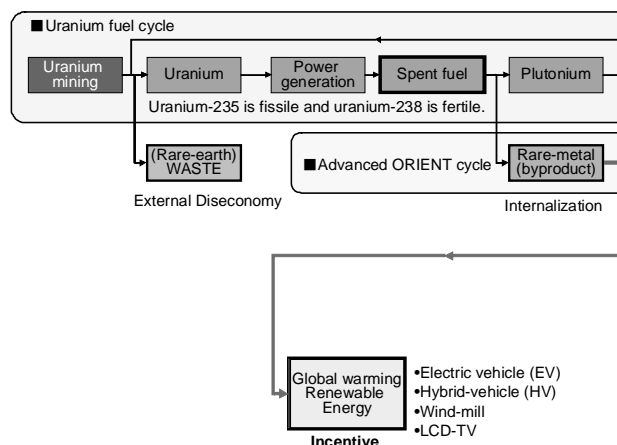 ■Uranium fuel cycle
Uranium
mining
Uranium
Power
generation
Spent fuel
Plutonium
Uranium-235 is fissile and uranium-238 is fertile.
(Rare-earth)
WASTE
External Diseconomy
■Advanced ORIENT cycle
Rare-metal
(byproduct)
Internalization
Global warming
Renewable
Energy
Incentive
•Electric vehicle (EV)
•Hybrid-vehicle (HV)
•Wind-mill
•LCD-TV